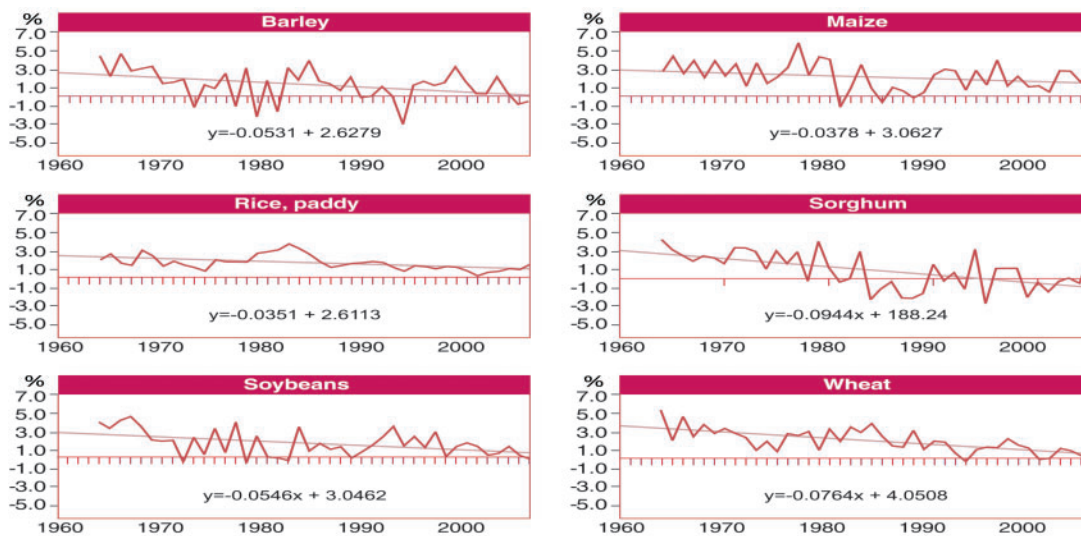 % Barley
7.0
5.0
3.0
1.0
-1.0
-3.0
-5.0
y=-0.0531 + 2.6279
1960 1970 1980 1990 2000
% Maize
7.0
5.0
3.0
1.0
-1.0
-3.0
-5.0
y=-0.0378 + 3.0627
1960 1970 1980 1990 2000
% Rice, paddy
7.0
5.0
3.0
1.0
-1.0
-3.0
-5.0
y=-0.0351 + 2.6113
1960 1970 1980 1990 2000
% Sorghum
7.0
5.0
3.0
1.0
-1.0
-3.0
-5.0
y=-0.0944x + 188.24
1960 1970 1980 1990 2000
% Soybeans
7.0
5.0
3.0
1.0
-1.0
-3.0
-5.0
y=-0.0546x + 3.0462
1960 1970 1980 1990 2000
% Wheat
7.0
5.0
3.0
1.0
-1.0
-3.0
-5.0
y=-0.0764x + 4.0508
1960 1970 1980 1990 2000